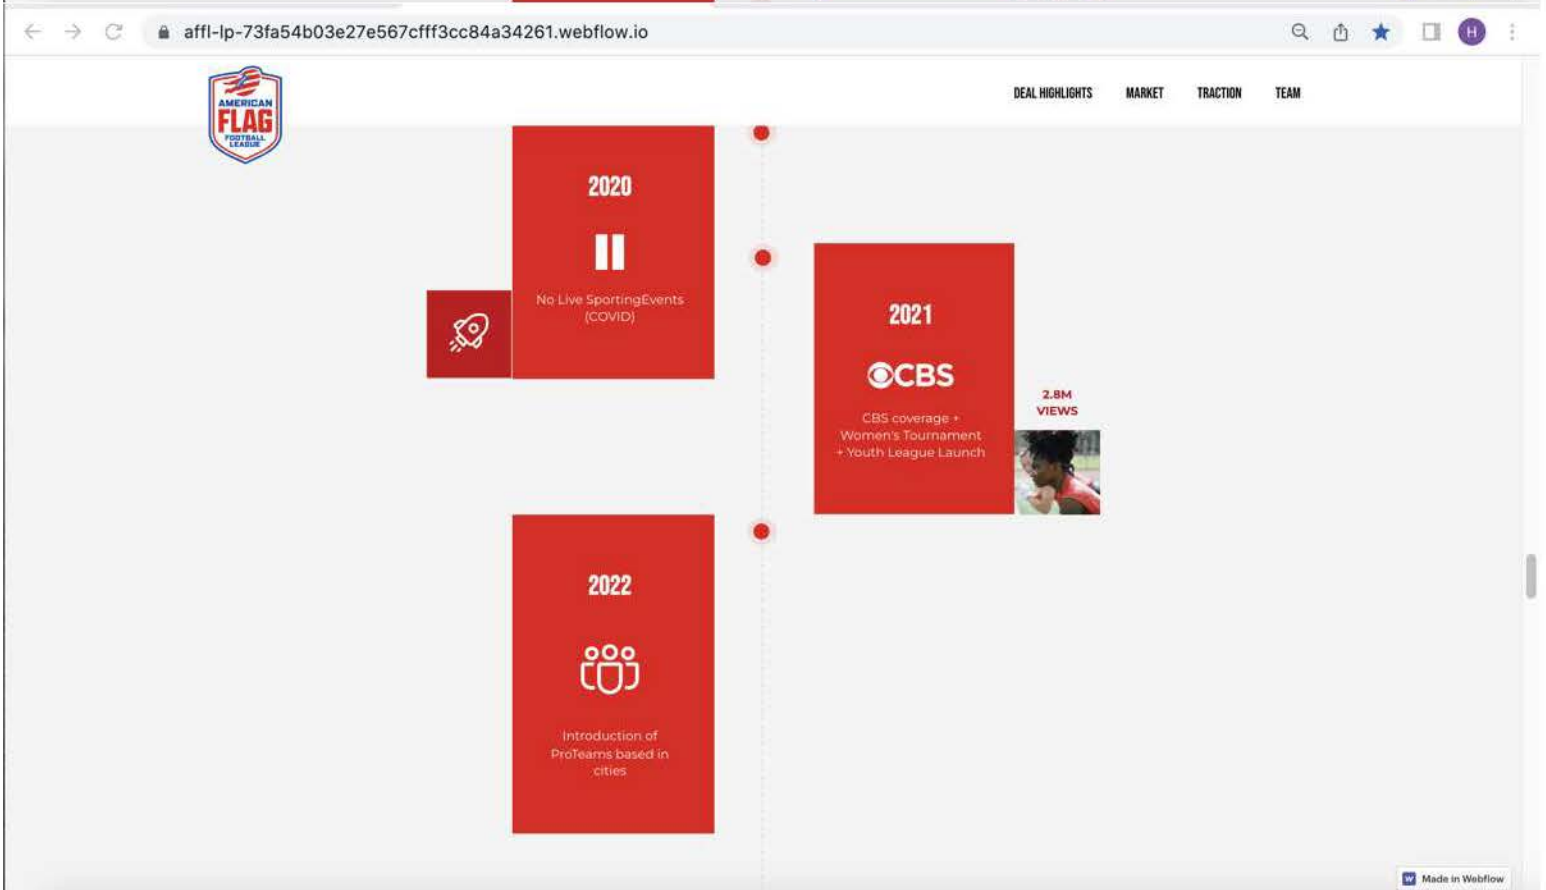 affl-lp-73fa54b03e27e567cfff3cc84a34261.webflow.io
H
AMERICAN
FLAG
FOOTBALL
LEAGUE
DEAL HIGHLIGHTS
MARKET
TRACTION
TEAM
2020
No Live SportingEvents
(COVID)
2021
CBS
CBS coverage +
Women's Tournament
+ Youth League Launch
2.8M
VIEWS
2022
Introduction of
ProTeams based in
cities
W Made in Webflow